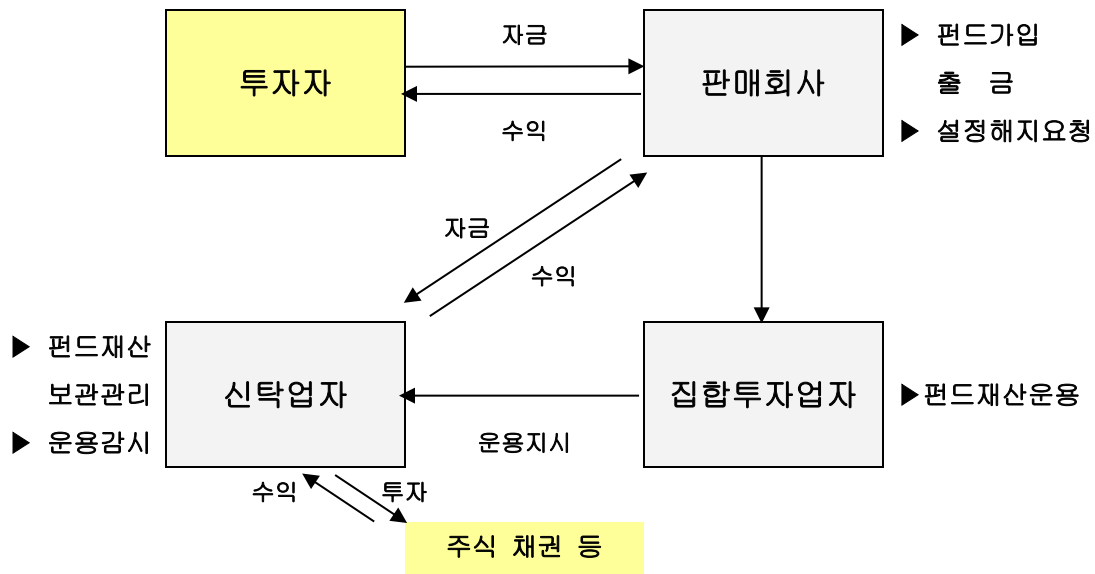 자금
투자자
판매회사
▶ 펀드가입
출 금
▶ 설정해지요청
수익
자금
수익
▶ 펀드재산
보관관리
▶ 운용감시
신탁업자
집합투자업자
▶펀드재산운용
운용지시
수익
투자
주식 채권 등